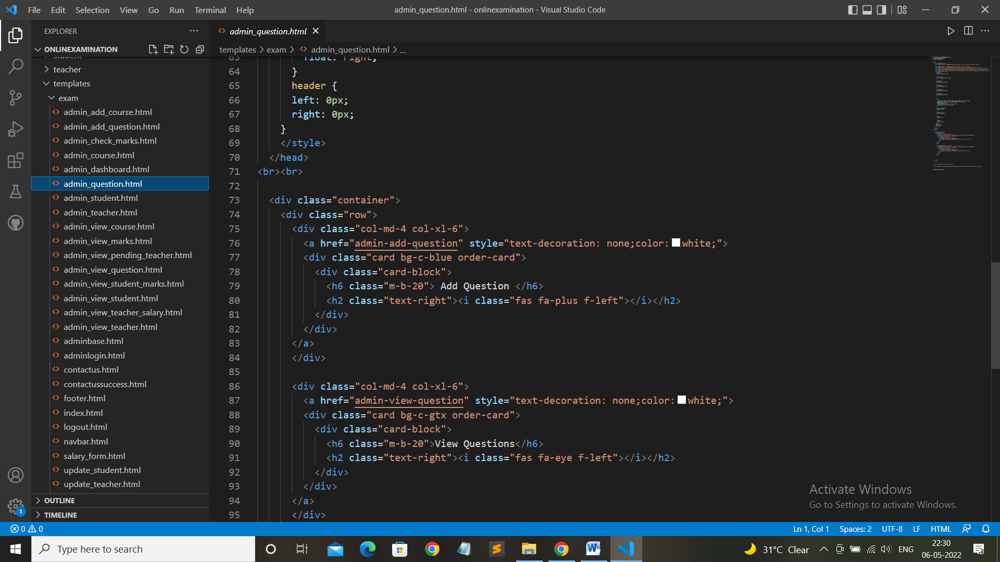 File Edit Selection View Go Run Terminal Help
admin_question.html - onlinexamination - Visual Studio Code
EXPLORER
ONLINEXAMINATION
student
teacher
templates
exam
admin_add_course.html
admin_add_question.html
admin_check_marks.html
admin_course.html
admin_dashboard.html
admin_question.html
admin_student.html
admin_teacher.html
admin_view_course.html
admin_view_marks.html
admin_view_pending_teacher.html
admin_view_question.html
admin_view_student_marks.html
admin_view_student.html
admin_view_teacher_salary.html
admin_view_teacher.html
adminbase.html
adminlogin.html
contactus.html
contactussuccess.html
footer.html
index.html
logout.html
navbar.html
salary_form.html
update_student.html
update_teacher.html
OUTLINE
TIMELINE
1
admin_question.html
templates > exam > admin_question.html > ...
63 float: right;
64 }
65 header {
66 left: 0px;
67 right: 0px;
68 }
69 </style>
70 </head>
71 <br><br>
72
73 <div class="container">
74 <div class="row">
75 <div class="col-md-4 col-xl-6">
76 <a href="admin-add-question" style="text-decoration: none;color:white;">
77 <div class="card bg-c-blue order-card">
78 <div class="card-block">
79 <h6 class="m-b-20"> Add Question </h6>
80 <h2 class="text-right"><i class="fas fa-plus f-left"></i></h2>
81 </div>
82 </div>
83 </a>
84 </div>
85
86 <div class="col-md-4 col-xl-6">
87 <a href="admin-view-question" style="text-decoration: none;color:white;">
88 <div class="card bg-c-gtx order-card">
89 <div class="card-block">
90 <h6 class="m-b-20">View Questions</h6>
91 <h2 class="text-right"><i class="fas fa-eye f-left"></i></h2>
92 </div>
93 </div>
94 </a>
95 </div>
Activate Windows
Go to Settings to activate Windows.
0 0
Ln 1, Col 1 Spaces: 2 UTF-8 LF HTML
Type here to search
31°C Clear
ENG
22:30
06-05-2022